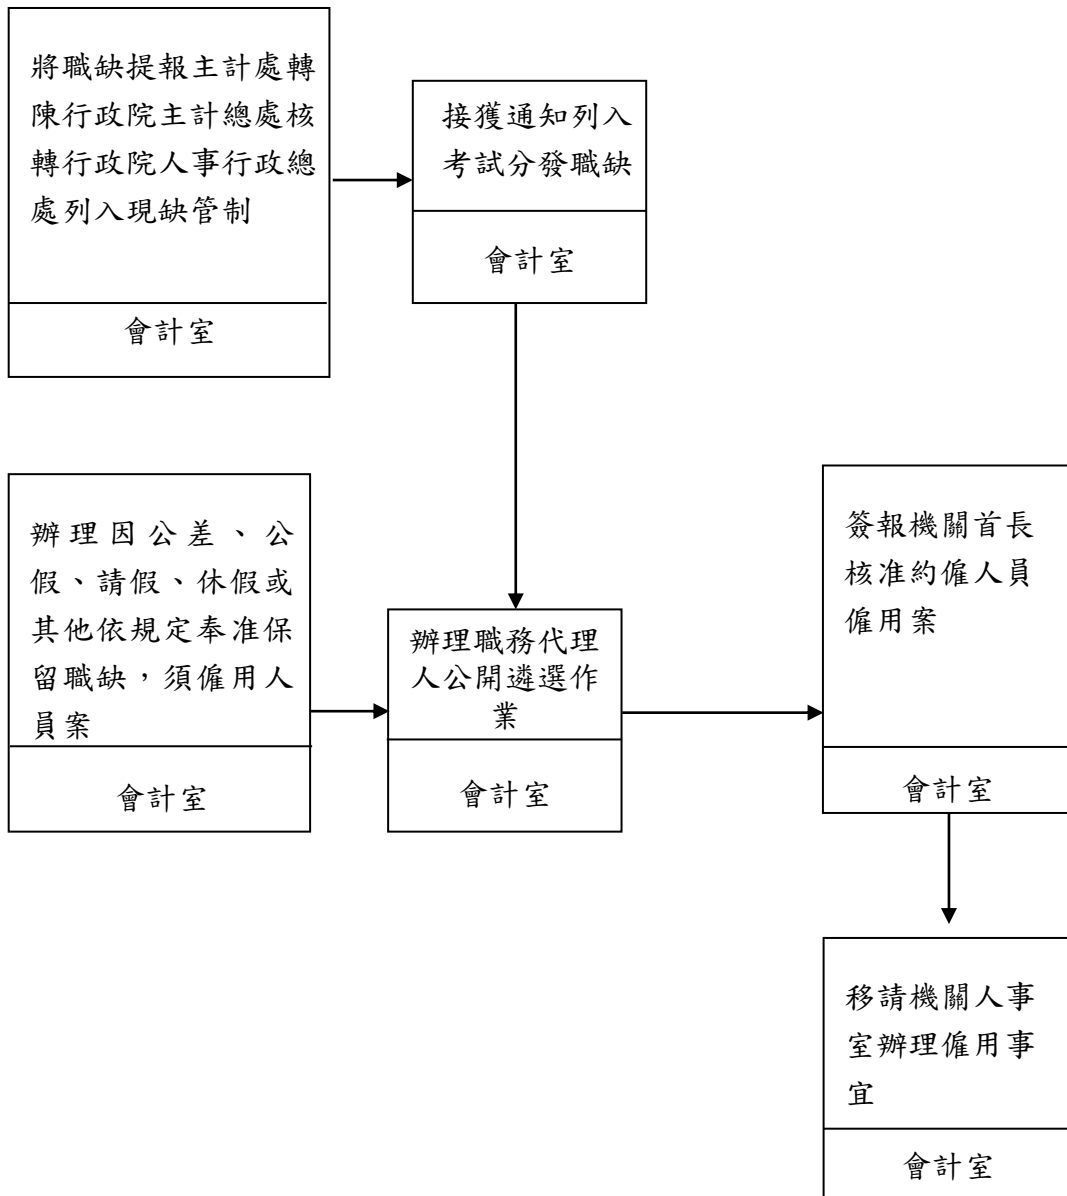 將職缺提報主計處轉
陳行政院主計總處核
轉行政院人事行政總
處列入現缺管制
會計室
接獲通知列入
考試分發職缺
會計室
辦理因公差、公
假、請假、休假或
其他依規定奉准保
留職缺，須僱用人
員案
會計室
辦理職務代理
人公開遴選作
業
會計室
簽報機關首長
核准約僱人員
僱用案
會計室
移請機關人事
室辦理僱用事
宜
會計室